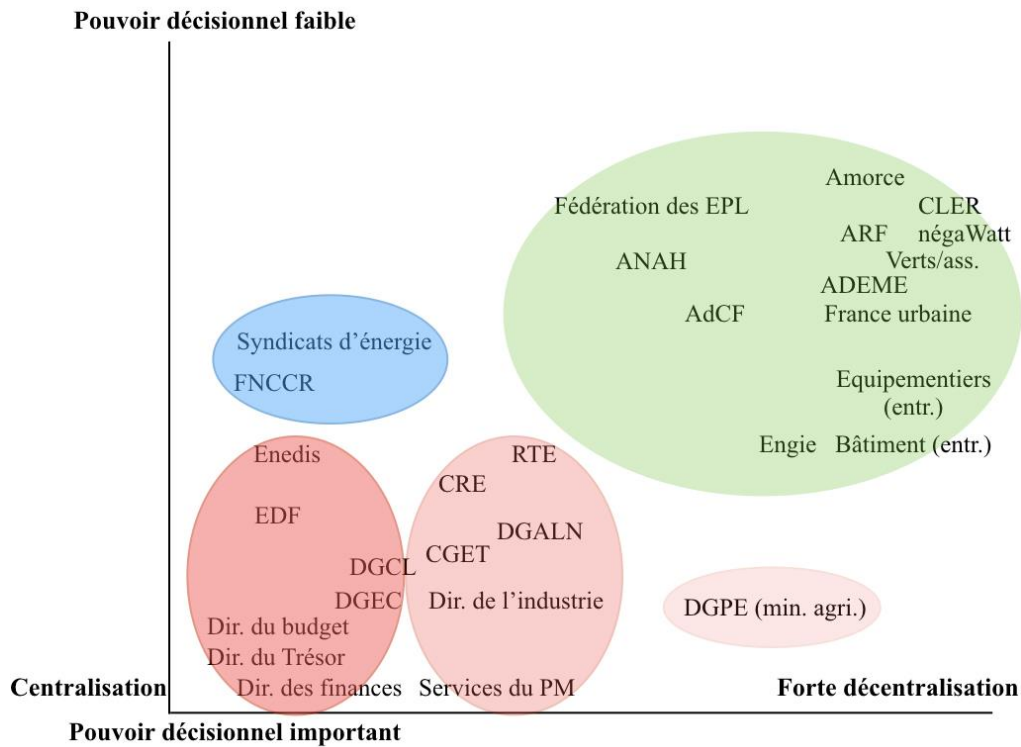 Pouvoir décisionnel faible
Amorce
Fédération des EPL
CLER
ARF
négaWatt
ANAH
Verts/ass.
ADEME
AdCF
France urbaine
Syndicats d’énergie
FNCCR
Equipementiers
(entr.)
Engie
Bâtiment (entr.)
Enedis
RTE
CRE
EDF
DGALN
CGET
DGCL
DGEC
Dir. de l’industrie
DGPE (min. agri.)
Dir. du budget
Dir. du Trésor
Centralisation
Dir. des finances
Services du PM
Forte décentralisation
Pouvoir décisionnel important